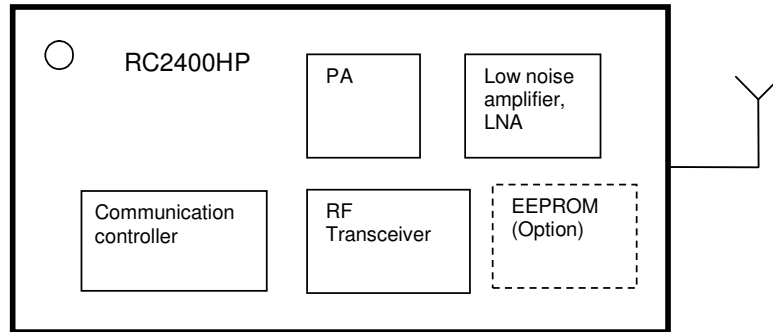 RC2400HP
PA
Low noise
amplifier,
LNA
Communication
controller
RF
Transceiver
EEPROM
(Option)